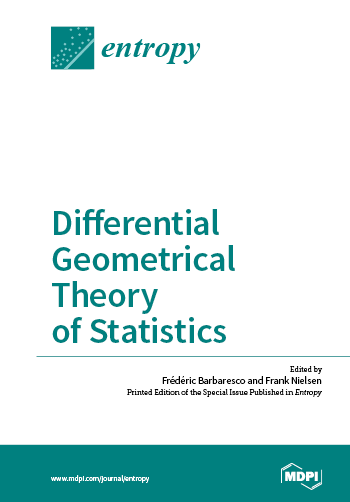 entropy
Differential
Geometrical
Theory
of Statistics
Edited by
Frédéric Barbaresco and Frank Nielsen
Printed Edition of the Special Issue Published in Entropy
www.mdpi.com/journal/entropy
MDPI